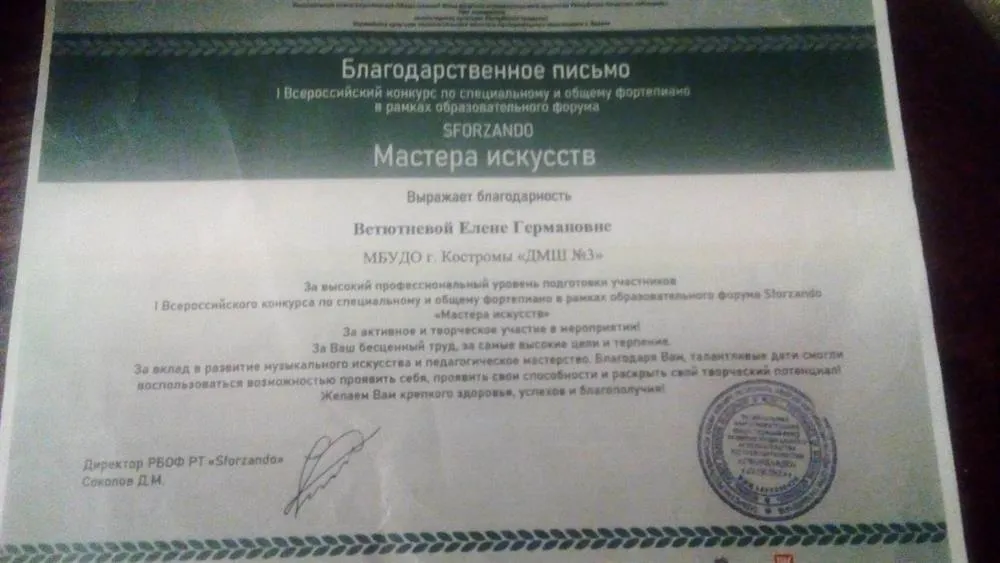 Благодарственное письмо
I Всероссийский конкурс по специальному и общему фортепиано
в рамках образовательного форума
SFORZANDO
Мастера искусств
Выражает благодарность
Ветютневой Елене Германовне
МБУДО г. Костромы «ДМШ №3»
За высокий профессиональный уровень подготовки участников
I Всероссийского конкурса по специальному и общему фортепиано в рамках образовательного форума Sforzando
«Мастера искусств»
За активное и творческое участие в мероприятии!
За Ваш бесценный труд, за самые высокие цели и терпение.
За вклад в развитие музыкального искусства и педагогическое мастерство. Благодаря Вам, талантливые дети смогли
воспользоваться возможностью проявить себя, проявить свои способности и раскрыть свой творческий потенциал!
Желаем Вам крепкого здоровья, успехов и благополучия!
Директор РБОФ РТ «Sforzando»
Соколов Д.М.